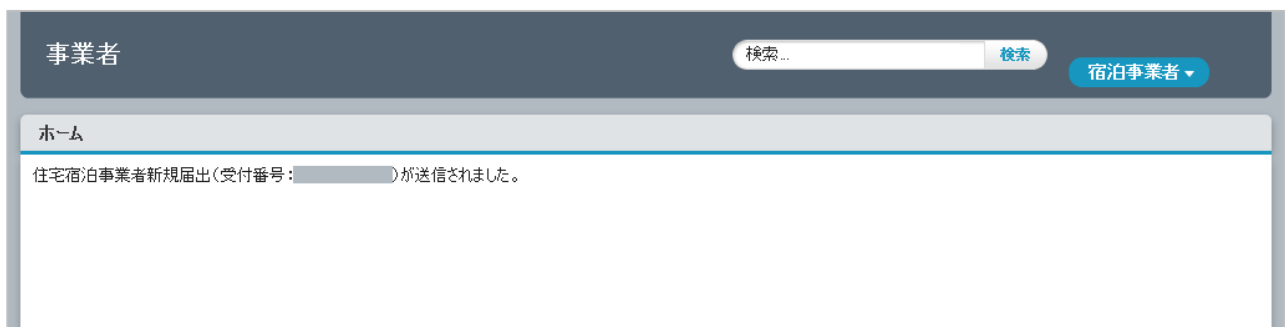 事業者
検索...
検索
宿泊事業者
ホーム
住宅宿泊事業者新規届出(受付番号: )が送信されました。